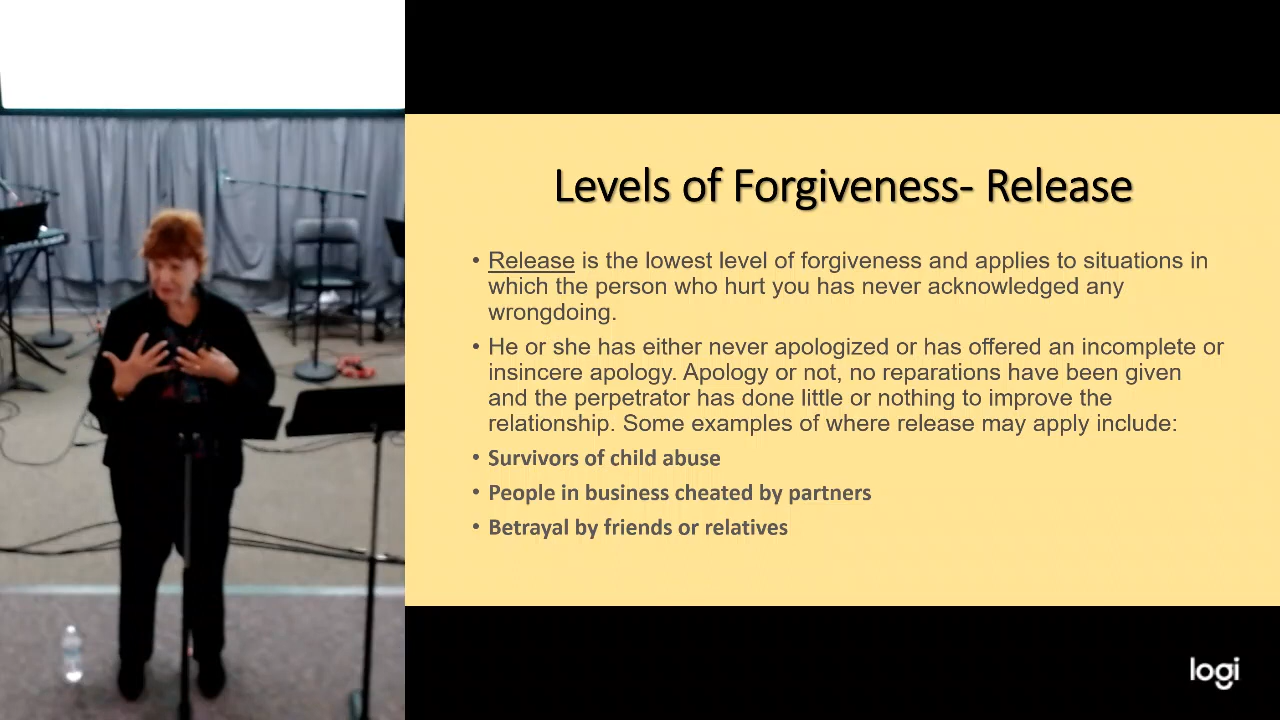 Levels of Forgiveness- Release
• Release is the lowest level of forgiveness and applies to situations in
which the person who hurt you has never acknowledged any
wrongdoing.
• He or she has either never apologized or has offered an incomplete or
insincere apology. Apology or not, no reparations have been given
and the perpetrator has done little or nothing to improve the
relationship. Some examples of where release may apply include:
• Survivors of child abuse
• People in business cheated by partners
• Betrayal by friends or relatives
logi